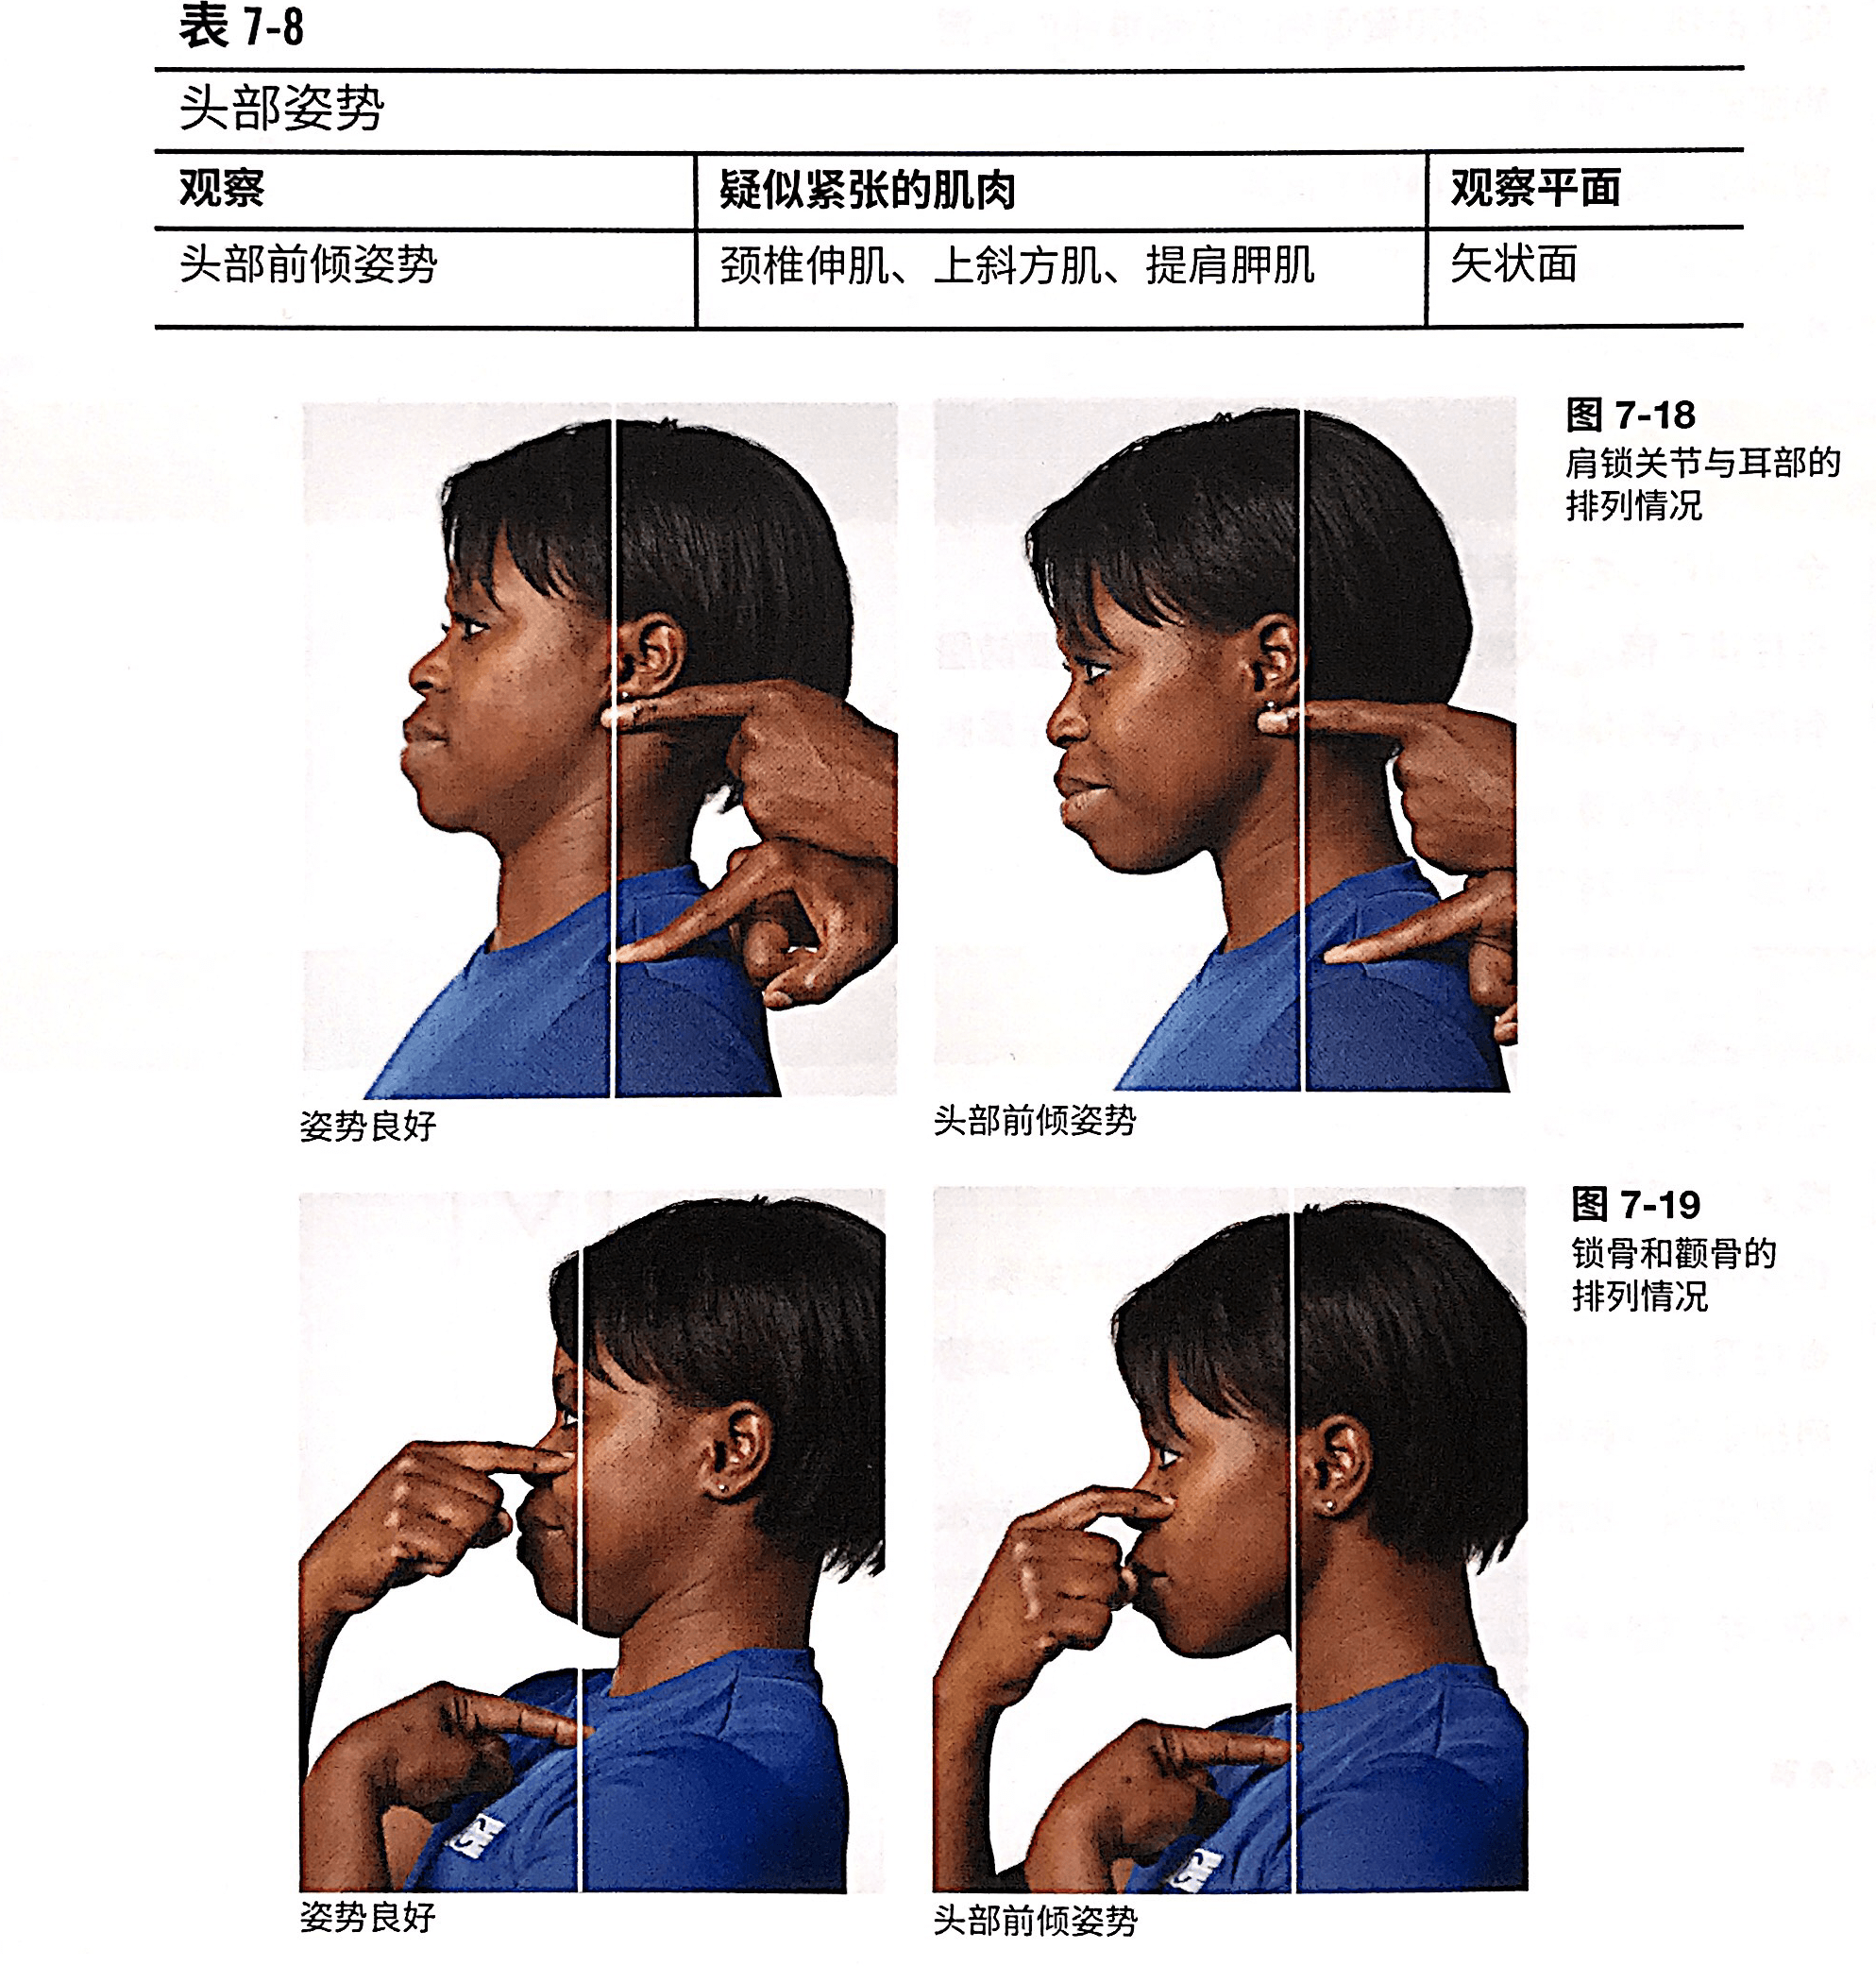 表 7-8
头部姿势
观察 疑似紧张的肌肉 观察平面
头部前倾姿势 颈椎伸肌、上斜方肌、提肩胛肌 矢状面
图 7-18
肩锁关节与耳部的
排列情况
姿势良好 头部前倾姿势
图 7-19
锁骨和颧骨的
排列情况
姿势良好 头部前倾姿势